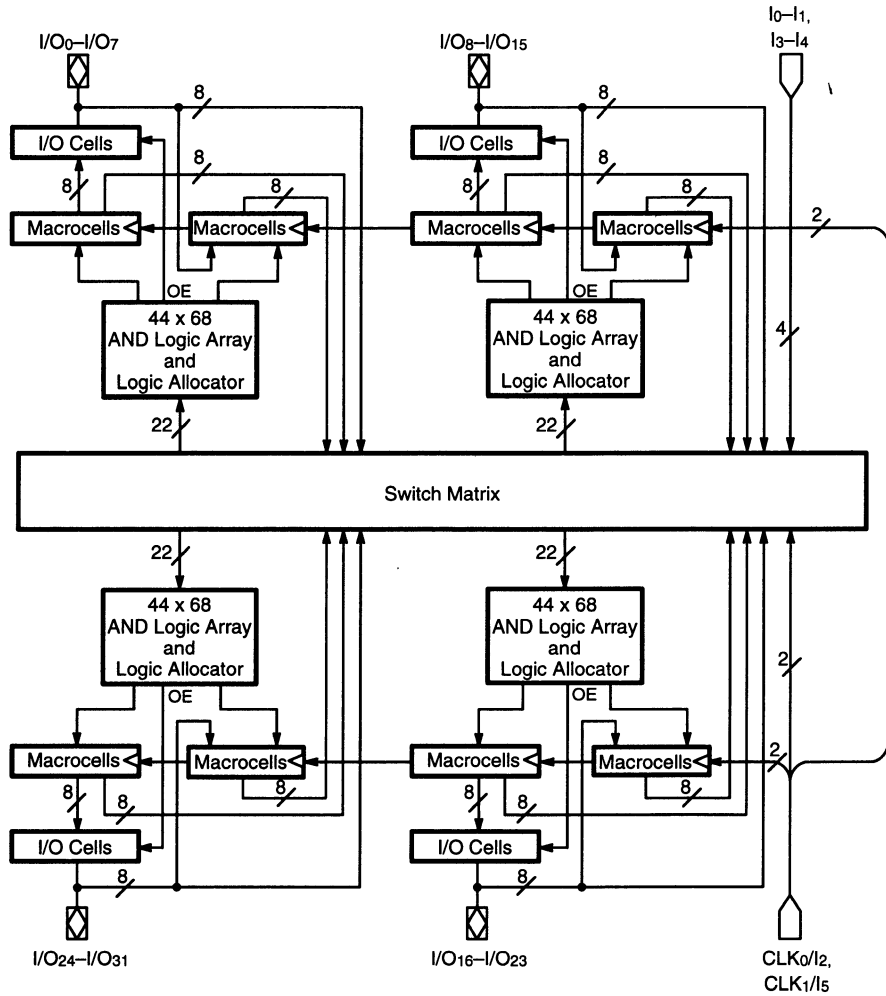 I/O0–I/O7
I/O8–I/O15
I0–I1,
I3–I4
8
8
I/O Cells
I/O Cells
8
8
8
8
8
8
Macrocells
Macrocells
Macrocells
Macrocells
2
OE
OE
44 x 68
AND Logic Array
and
Logic Allocator
44 x 68
AND Logic Array
and
Logic Allocator
4
22
22
Switch Matrix
22
22
44 x 68
AND Logic Array
and
Logic Allocator
44 x 68
AND Logic Array
and
Logic Allocator
2
OE
OE
Macrocells
Macrocells
Macrocells
Macrocells
2
8
8
8
8
8
8
I/O Cells
I/O Cells
8
8
I/O24–I/O31
I/O16–I/O23
CLK0/I2,
CLK1/I5